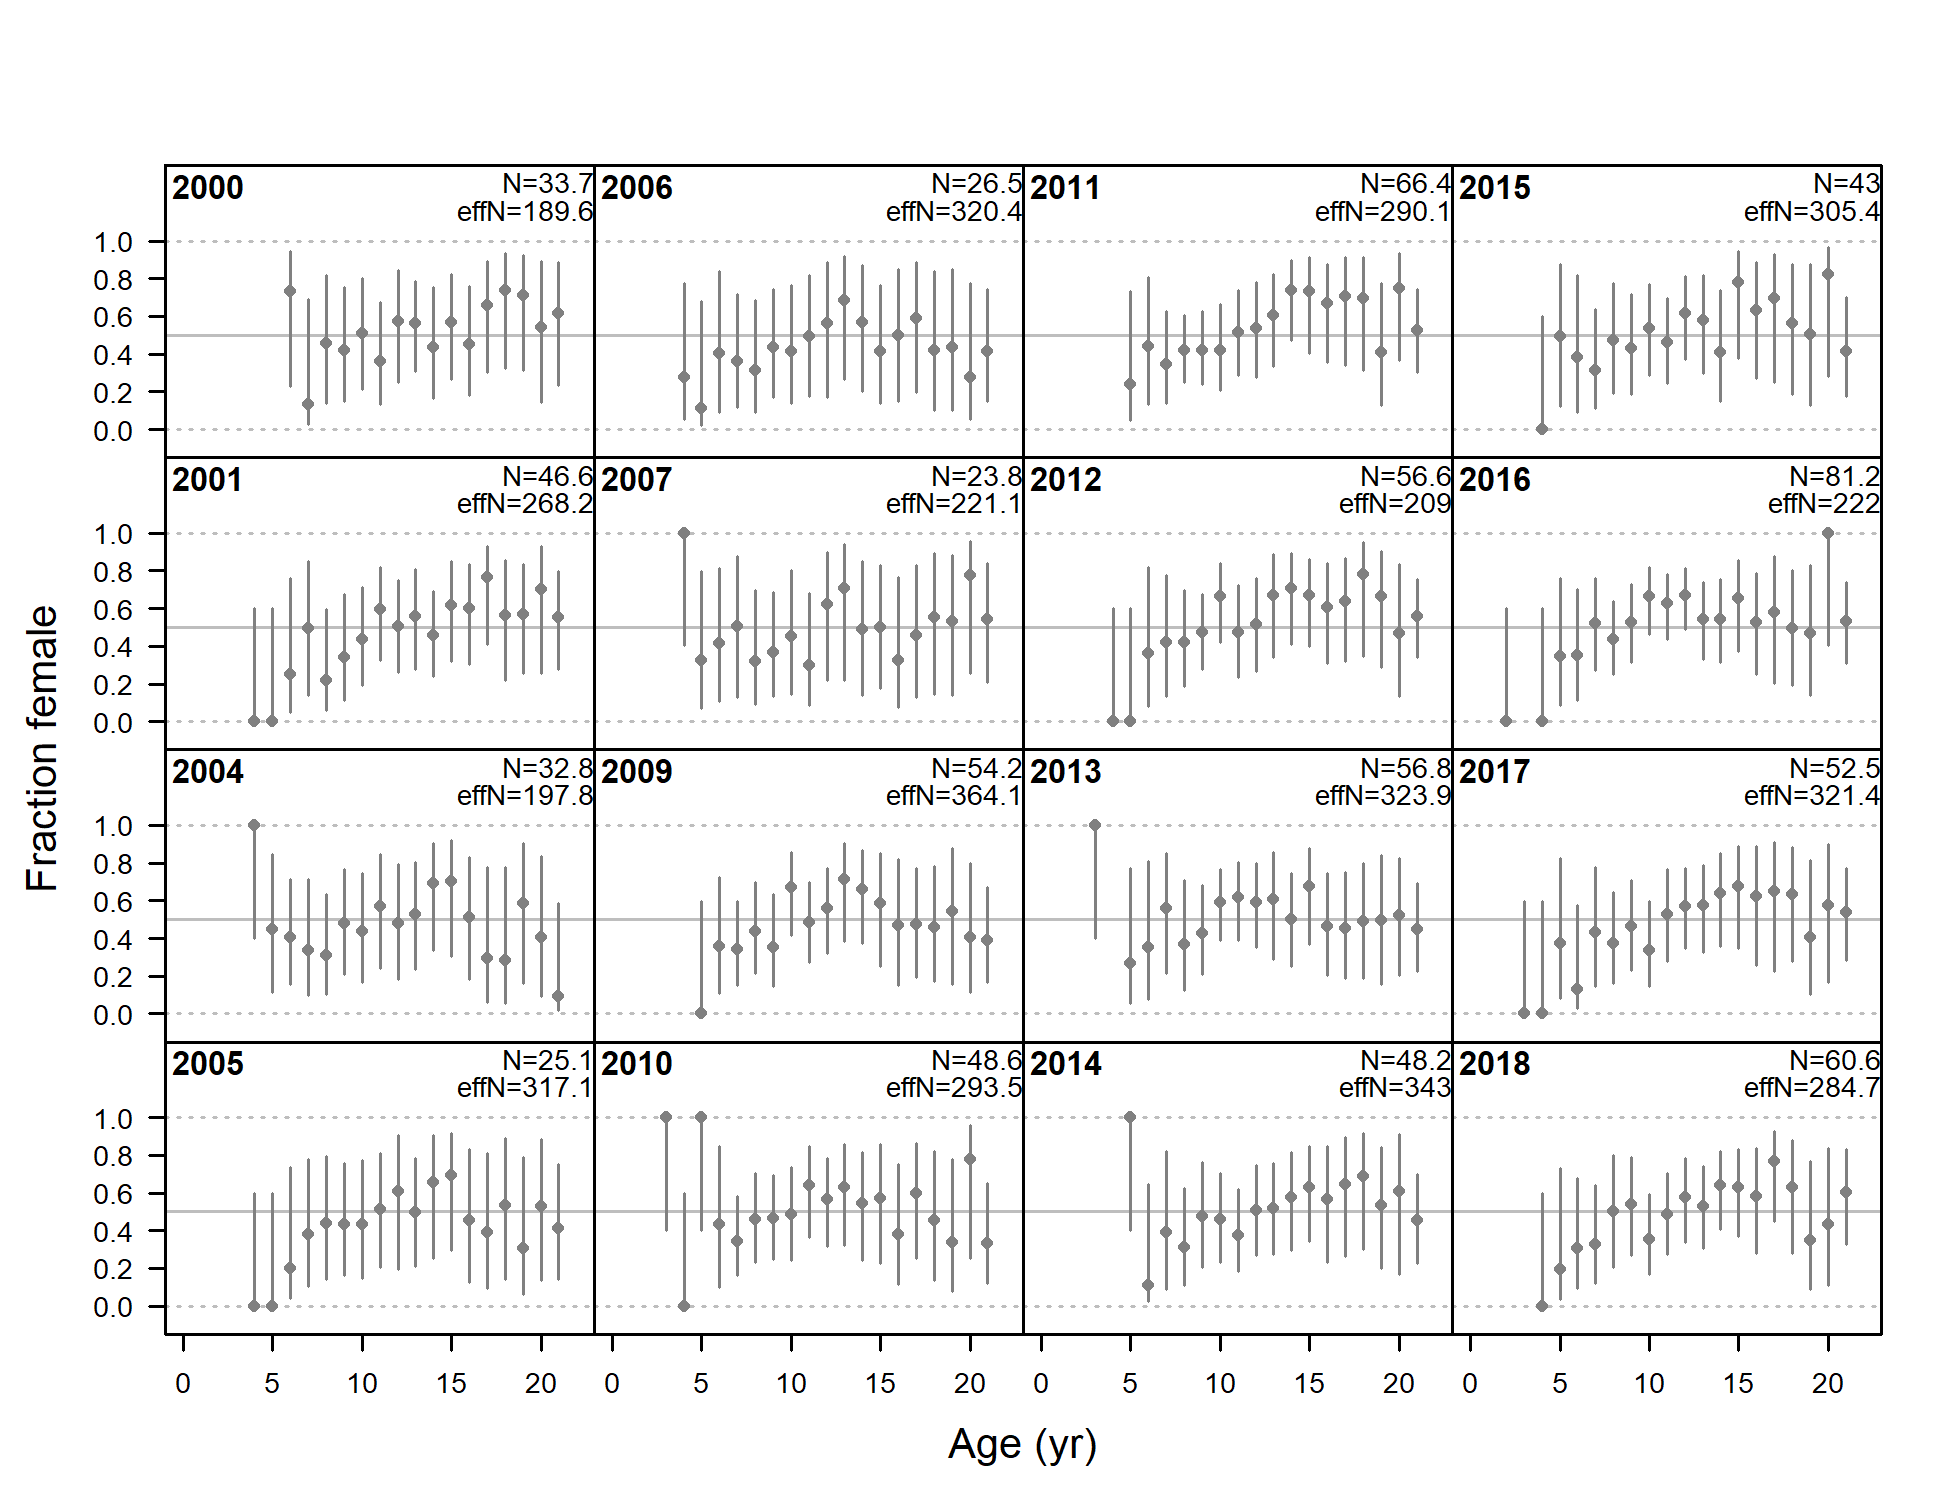 2000
N=33.7
effN=189.6
2006
N=26.5
effN=320.4
2011
N=66.4
effN=290.1
2015
N=43
effN=305.4
1.0
0.8
0.6
0.4
0.2
0.0
2001
N=46.6
effN=268.2
2007
N=23.8
effN=221.1
2012
N=56.6
effN=209
2016
N=81.2
effN=222
1.0
0.8
0.6
0.4
0.2
0.0
2004
N=32.8
effN=197.8
2009
N=54.2
effN=364.1
2013
N=56.8
effN=323.9
2017
N=52.5
effN=321.4
1.0
0.8
0.6
0.4
0.2
0.0
2005
N=25.1
effN=317.1
2010
N=48.6
effN=293.5
2014
N=48.2
effN=343
2018
N=60.6
effN=284.7
1.0
0.8
0.6
0.4
0.2
0.0
Fraction female
0 5 10 15 20 0 5 10 15 20 0 5 10 15 20 0 5 10 15 20
Age (yr)